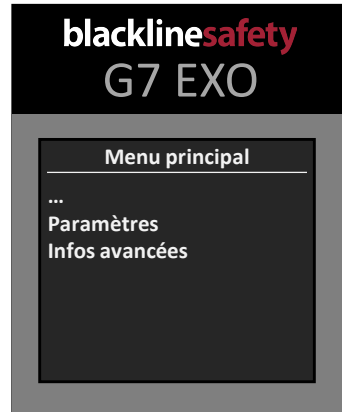 blacklinesafety
G7 EXO
Menu principal
...
Paramètres
Infos avancées